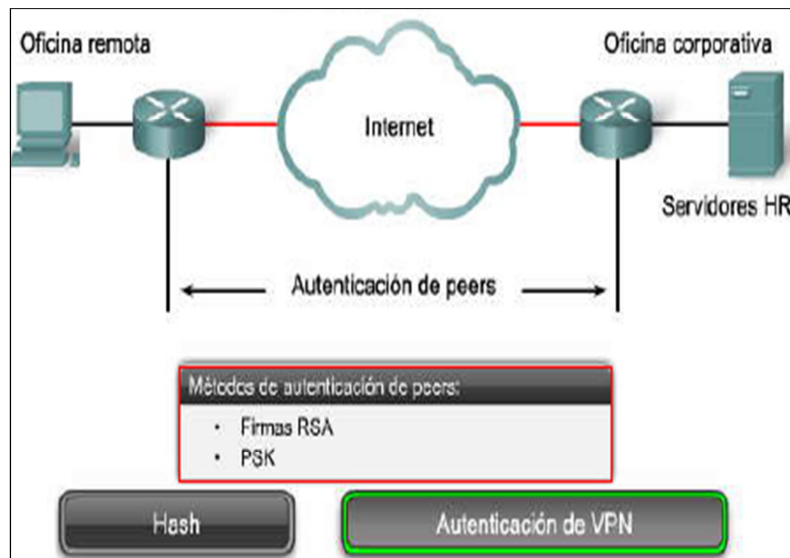 Oficina remota
Oficina corporativa
Internet
Servidores HR
Autenticación de peers
Métodos de autenticación de peers:
• Firmas RSA
• PSK
Hash
Autenticación de VPN